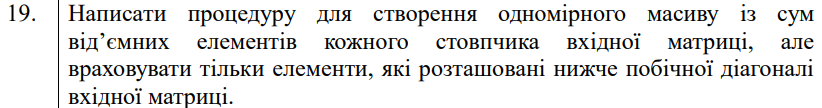 19. Написати процедуру для створення одномірного масиву із сум
від’ємних елементів кожного стовпчика вхідної матриці, але
враховувати тільки елементи, які розташовані нижче побічної діагоналі
вхідної матриці.